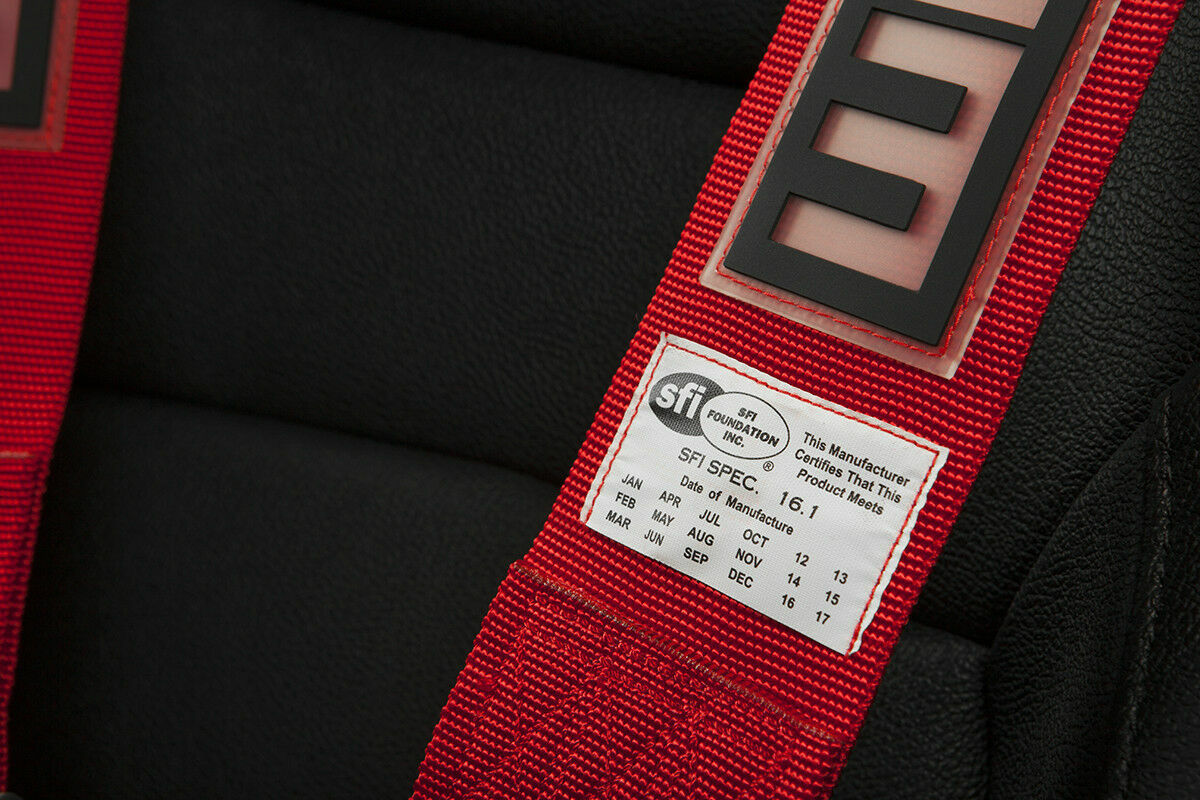 sfi
SFI
FOUNDATION
INC.
®
This Manufacturer
Certifies That This
Product Meets
SFI SPEC. 16.1
Date of Manufacture
JAN APR JUL OCT 12 13
FEB MAY AUG NOV 14 15
MAR JUN SEP DEC 16 17